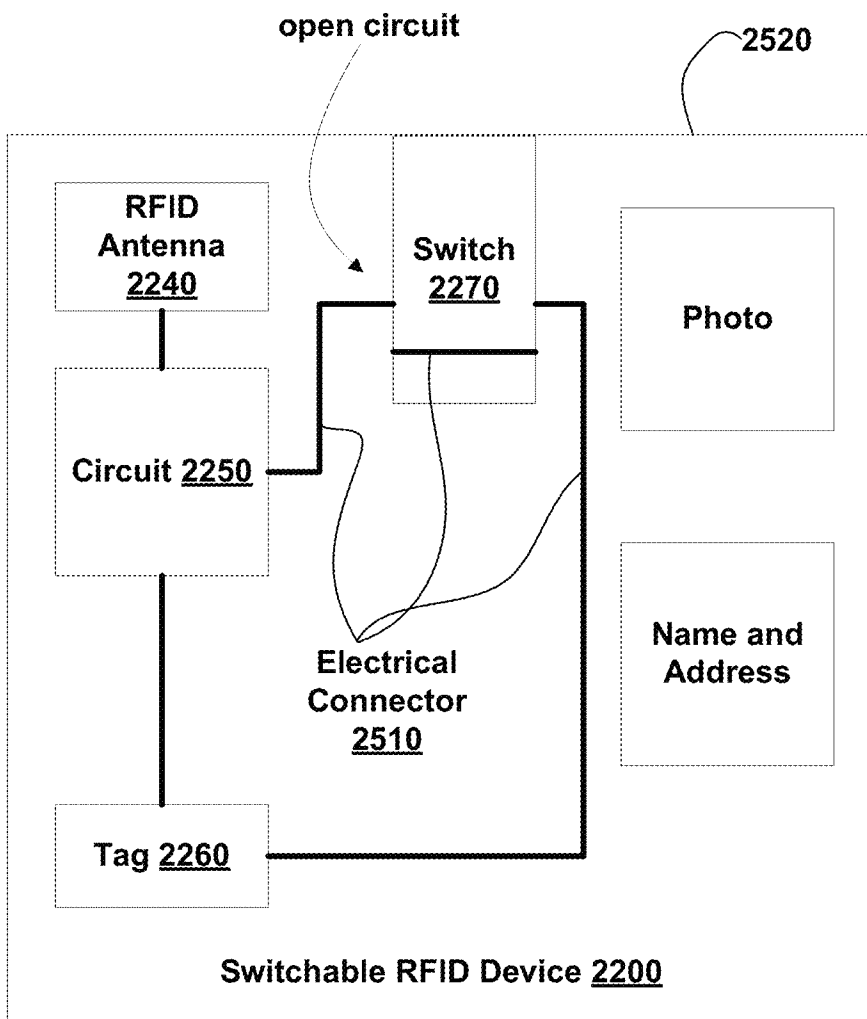 open circuit
2520
RFID
Antenna
2240
Switch
2270
Photo
Circuit 2250
Electrical
Connector
2510
Name and
Address
Tag 2260
Switchable RFID Device 2200